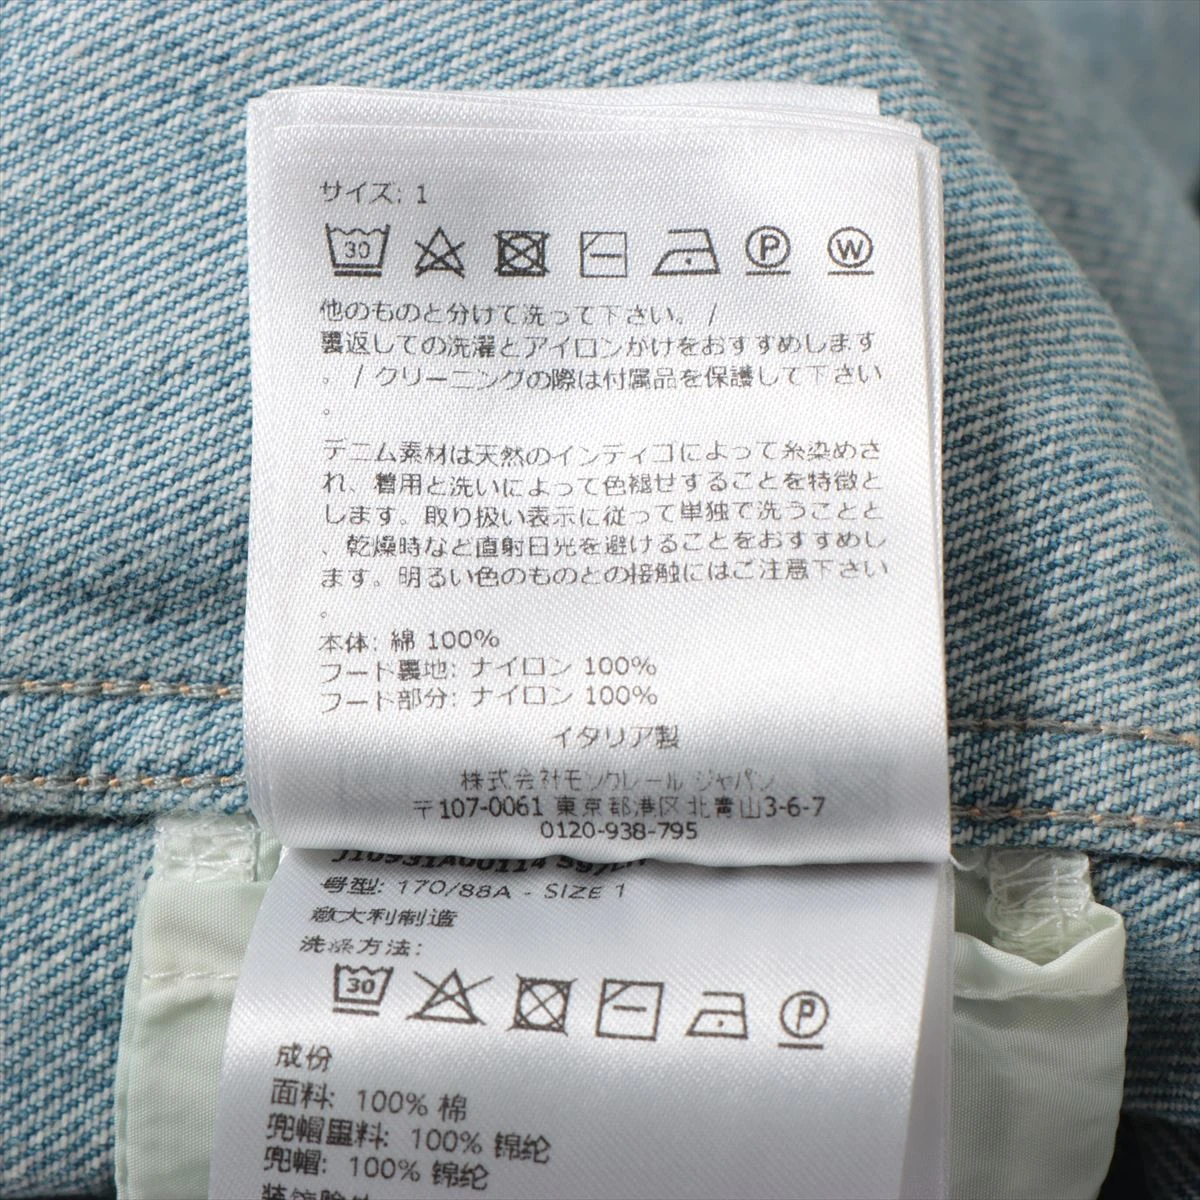 サイズ: 1
30 P W
他のものと分けて洗って下さい。 /
裏返しての洗濯とアイロンかけをおすすめします
。 / クリーニングの際は付属品を保護して下さい
。
デニム素材は天然のインディゴによって糸染めさ
れ、着用と洗いによって色褪せすることを特徴と
します。取り扱い表示に従って単独で洗うことと
、乾燥時など直射日光を避けることをおすすめし
ます。明るい色のものとの接触にはご注意下さい
。
本体: 綿 100%
フード裏地: ナイロン 100%
フード部分: ナイロン 100%
イタリア製
株式会社モンクレール ジャパン
〒107-0061 東京都港区北青山3-6-7
0120-938-795
号型: 170/88A - SIZE 1
意大利制造
洗涤方法:
30 P
成份
面料: 100% 棉
兜帽里料: 100% 锦纶
兜帽: 100% 锦纶